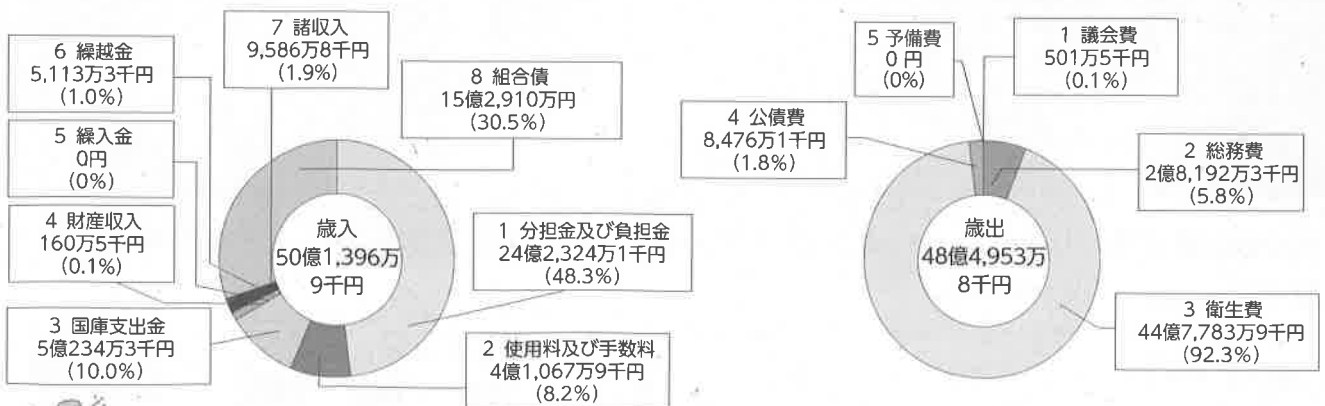 7 諸収入
9,586万8千円
(1.9%)
6 繰越金
5,113万3千円
(1.0%)
8 組合債
15億2,910万円
(30.5%)
5 繰入金
0円
(0%)
4 財産収入
160万5千円
(0.1%)
歳入
50億1,396万
9千円
1 分担金及び負担金
24億2,324万1千円
(48.3%)
3 国庫支出金
5億234万3千円
(10.0%)
2 使用料及び手数料
4億1,067万9千円
(8.2%)
5 予備費
0円
(0%)
1 議会費
501万5千円
(0.1%)
4 公債費
8,476万1千円
(1.8%)
2 総務費
2億8,192万3千円
(5.8%)
歳出
48億4,953万
8千円
3 衛生費
44億7,783万9千円
(92.3%)